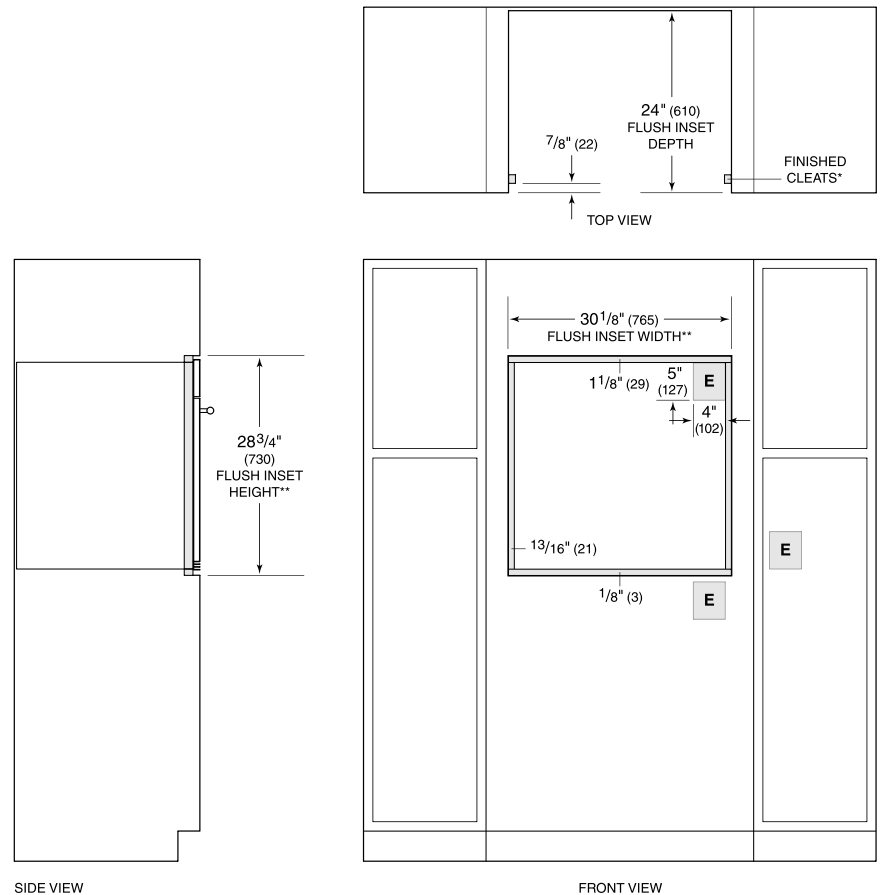 24" (610)
FLUSH INSET
DEPTH
7/8" (22)
FINISHED
CLEATS*
TOP VIEW
30 1/8" (765)
FLUSH INSET WIDTH**
1 1/8" (29)
5"
(127)
E
4"
(102)
28 3/4"
(730)
FLUSH INSET
HEIGHT**
13/16" (21)
E
1/8" (3)
E
SIDE VIEW
FRONT VIEW